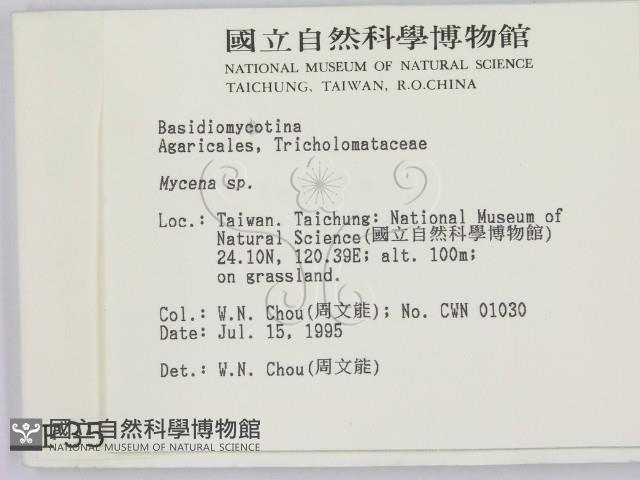 國立自然科學博物館
NATIONAL MUSEUM OF NATURAL SCIENCE
TAICHUNG, TAIWAN, R.O.CHINA
Basidiomycotina
Agaricales, Tricholomataceae
Mycena sp.
Loc.: Taiwan. Taichung: National Museum of
Natural Science(國立自然科學博物館)
24.10N, 120.39E; alt. 100m;
on grassland.
Col.: W.N. Chou(周文能); No. CWN 01030
Date: Jul. 15, 1995
Det.: W.N. Chou(周文能)
國立自然科學博物館
NATIONAL MUSEUM OF NATURAL SCIENCE